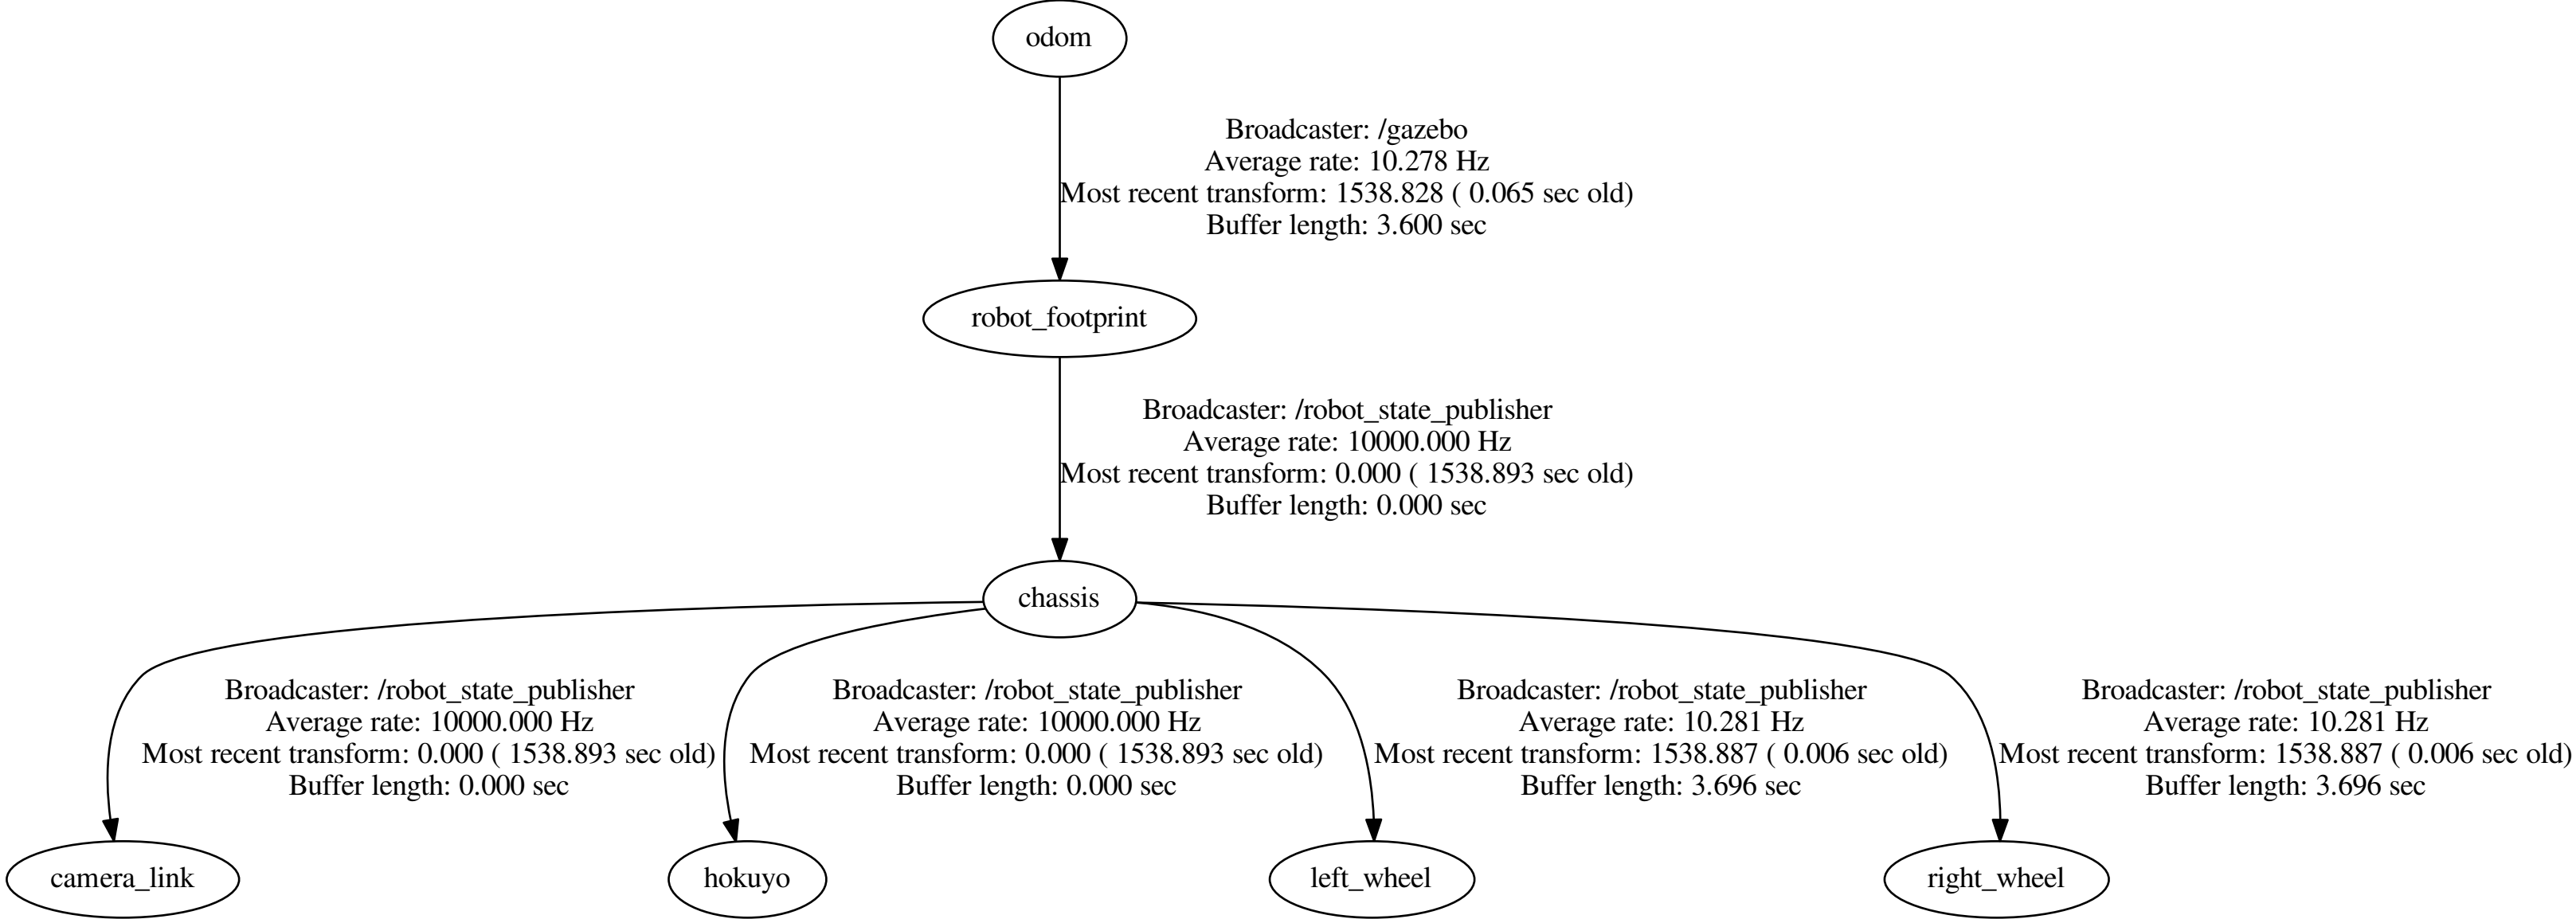 odom
Broadcaster: /gazebo
Average rate: 10.278 Hz
Most recent transform: 1538.828 ( 0.065 sec old)
Buffer length: 3.600 sec
robot_footprint
Broadcaster: /robot_state_publisher
Average rate: 10000.000 Hz
Most recent transform: 0.000 ( 1538.893 sec old)
Buffer length: 0.000 sec
chassis
Broadcaster: /robot_state_publisher
Average rate: 10000.000 Hz
Most recent transform: 0.000 ( 1538.893 sec old)
Buffer length: 0.000 sec
Broadcaster: /robot_state_publisher
Average rate: 10000.000 Hz
Most recent transform: 0.000 ( 1538.893 sec old)
Buffer length: 0.000 sec
Broadcaster: /robot_state_publisher
Average rate: 10.281 Hz
Most recent transform: 1538.887 ( 0.006 sec old)
Buffer length: 3.696 sec
Broadcaster: /robot_state_publisher
Average rate: 10.281 Hz
Most recent transform: 1538.887 ( 0.006 sec old)
Buffer length: 3.696 sec
camera_link
hokuyo
left_wheel
right_wheel